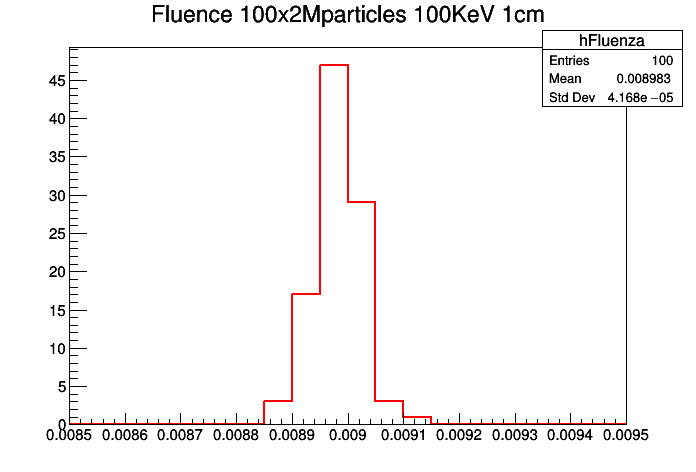 Fluence 100x2Mparticles 100KeV 1cm
hFluenza
Entries 100
Mean 0.008983
Std Dev 4.168e −05
45
40
35
30
25
20
15
10
5
0
0.0085 0.0086 0.0087 0.0088 0.0089 0.009 0.0091 0.0092 0.0093 0.0094 0.0095